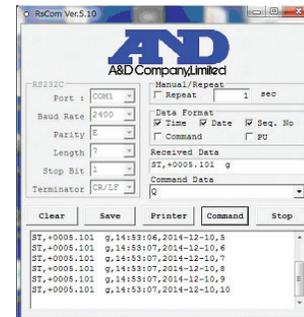 RsCom Ver.5.10
AND
A&D Company,Limited
RS232C
Port : COM1
Baud Rate 2400
Parity E
Length 7
Stop Bit 1
Terminator CR/LF
Manual/Repeat
Repeat 1 sec
Data Format
Time Date Seq. No
Command PU
Received Data
ST,+0005.101 g
Command Data
Q
Clear Save Printer Command Stop
ST,+0005.101 g,14:53:06,2014-12-10,5
ST,+0005.101 g,14:53:07,2014-12-10,6
ST,+0005.101 g,14:53:07,2014-12-10,7
ST,+0005.101 g,14:53:07,2014-12-10,8
ST,+0005.101 g,14:53:07,2014-12-10,9
ST,+0005.101 g,14:53:07,2014-12-10,10